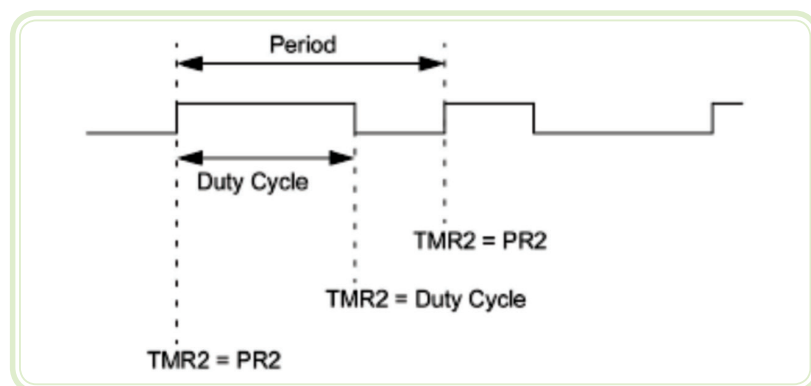 Period
Duty Cycle
TMR2 = PR2
TMR2 = Duty Cycle
TMR2 = PR2